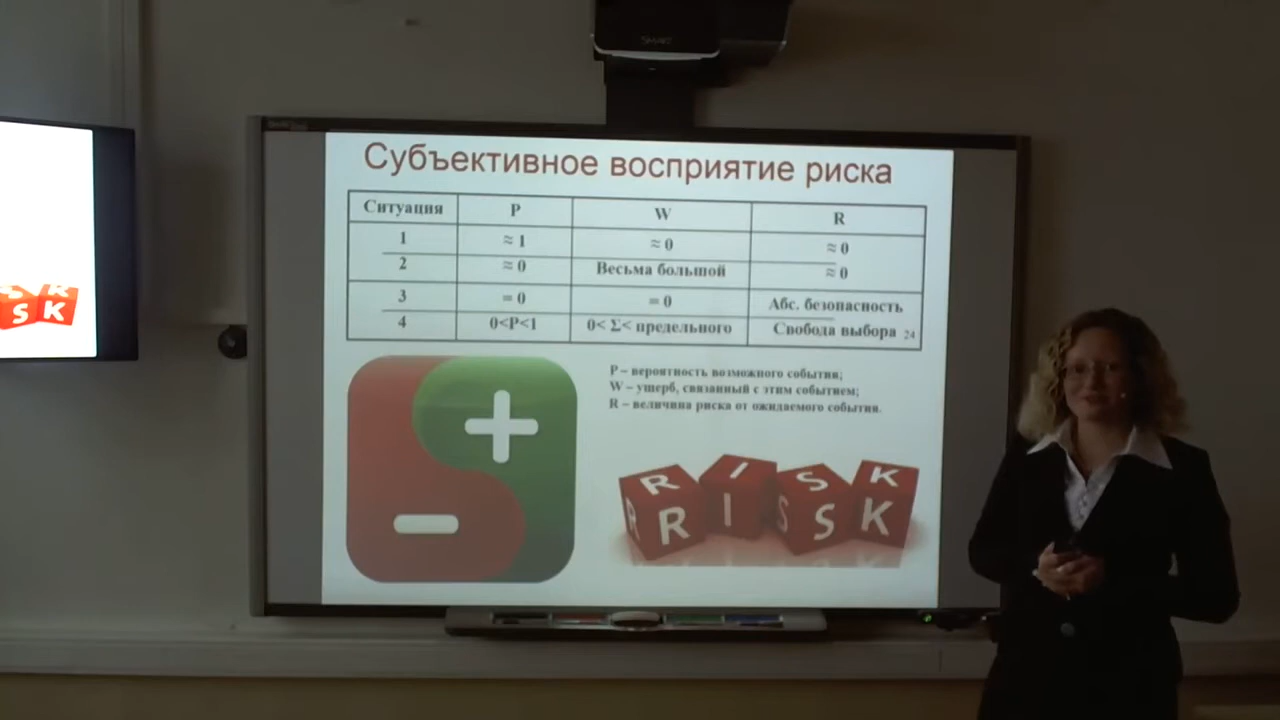 SMART
Субъективное восприятие риска
Ситуация P W R
1 ≈ 1 ≈ 0 ≈ 0
2 ≈ 0 Весьма большой ≈ 0
3 = 0 = 0 Абс. безопасность
4 0<P<1 0< Σ< предельного Свобода выбора 24
P – вероятность возможного события;
W – ущерб, связанный с этим событием;
R – величина риска от ожидаемого события.
R I S K
R R I S S K
S K
S K